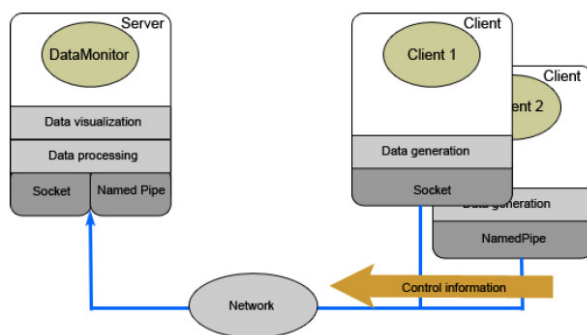 Server
DataMonitor
Data visualization
Data processing
Socket
Named Pipe
Client
Client 1
Data generation
Socket
Client
ent 2
Data generation
NamedPipe
Control information
Network